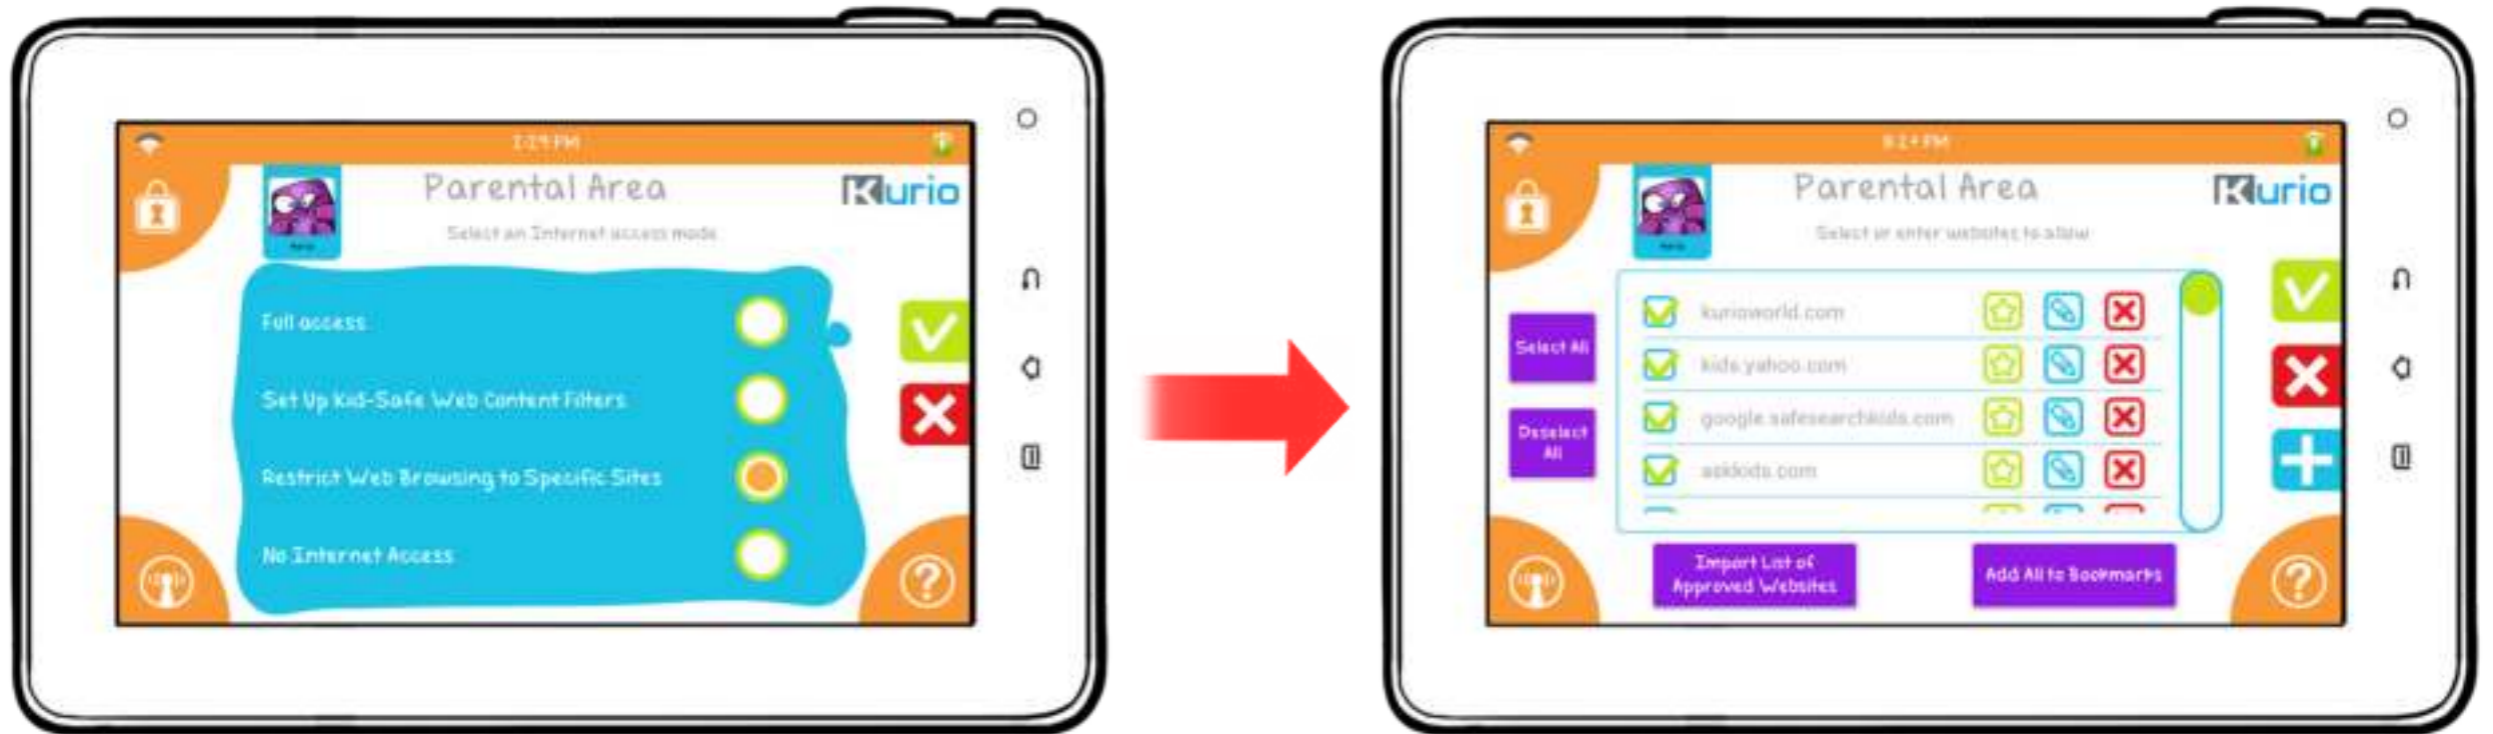 Parental Area
Kurio
Select an Internet access mode
Full access
Set Up Kid-Safe Web Content Filters
Restrict Web Browsing to Specific Sites
No Internet Access
Parental Area
Kurio
Select or enter websites to allow
Select All
Deselect
All
kurioworld.com
kids.yahoo.com
google.safesearchkids.com
askkids.com
Import List of
Approved Websites
Add All to Bookmarks